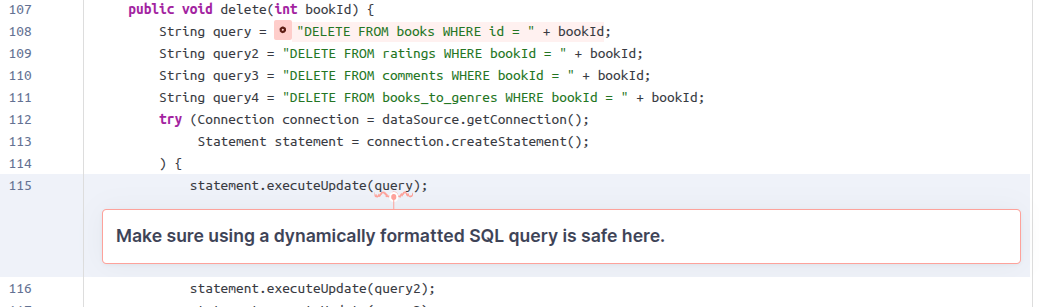 107 public void delete(int bookId) {
108 String query = "DELETE FROM books WHERE id = " + bookId;
109 String query2 = "DELETE FROM ratings WHERE bookId = " + bookId;
110 String query3 = "DELETE FROM comments WHERE bookId = " + bookId;
111 String query4 = "DELETE FROM books_to_genres WHERE bookId = " + bookId;
112 try (Connection connection = dataSource.getConnection();
113 Statement statement = connection.createStatement();
114 ) {
115 statement.executeUpdate(query);
Make sure using a dynamically formatted SQL query is safe here.
116 statement.executeUpdate(query2);